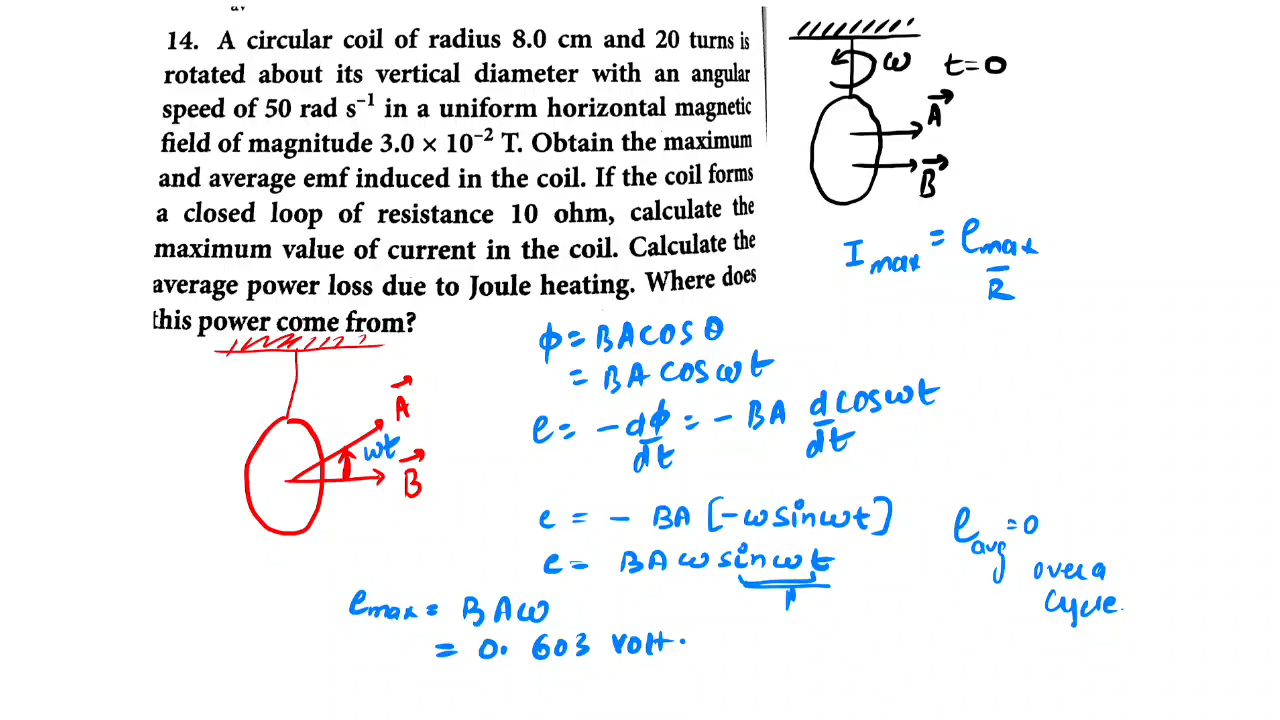 14. A circular coil of radius 8.0 cm and 20 turns is
rotated about its vertical diameter with an angular
speed of 50 rad s⁻¹ in a uniform horizontal magnetic
field of magnitude 3.0 × 10⁻² T. Obtain the maximum
and average emf induced in the coil. If the coil forms
a closed loop of resistance 10 ohm, calculate the
maximum value of current in the coil. Calculate the
average power loss due to Joule heating. Where does
this power come from?
ω t=0
A⃗
B⃗
I max = e max / R
ϕ = BA cos θ
= BA cos ωt
e = - dϕ/dt = - BA d cos ωt / dt
A⃗
ωt
B⃗
e = - BA [-ω sin ωt]
e = BA ω sin ωt
e avg = 0
over a
cycle.
e max = BAω
= 0.603 volt.